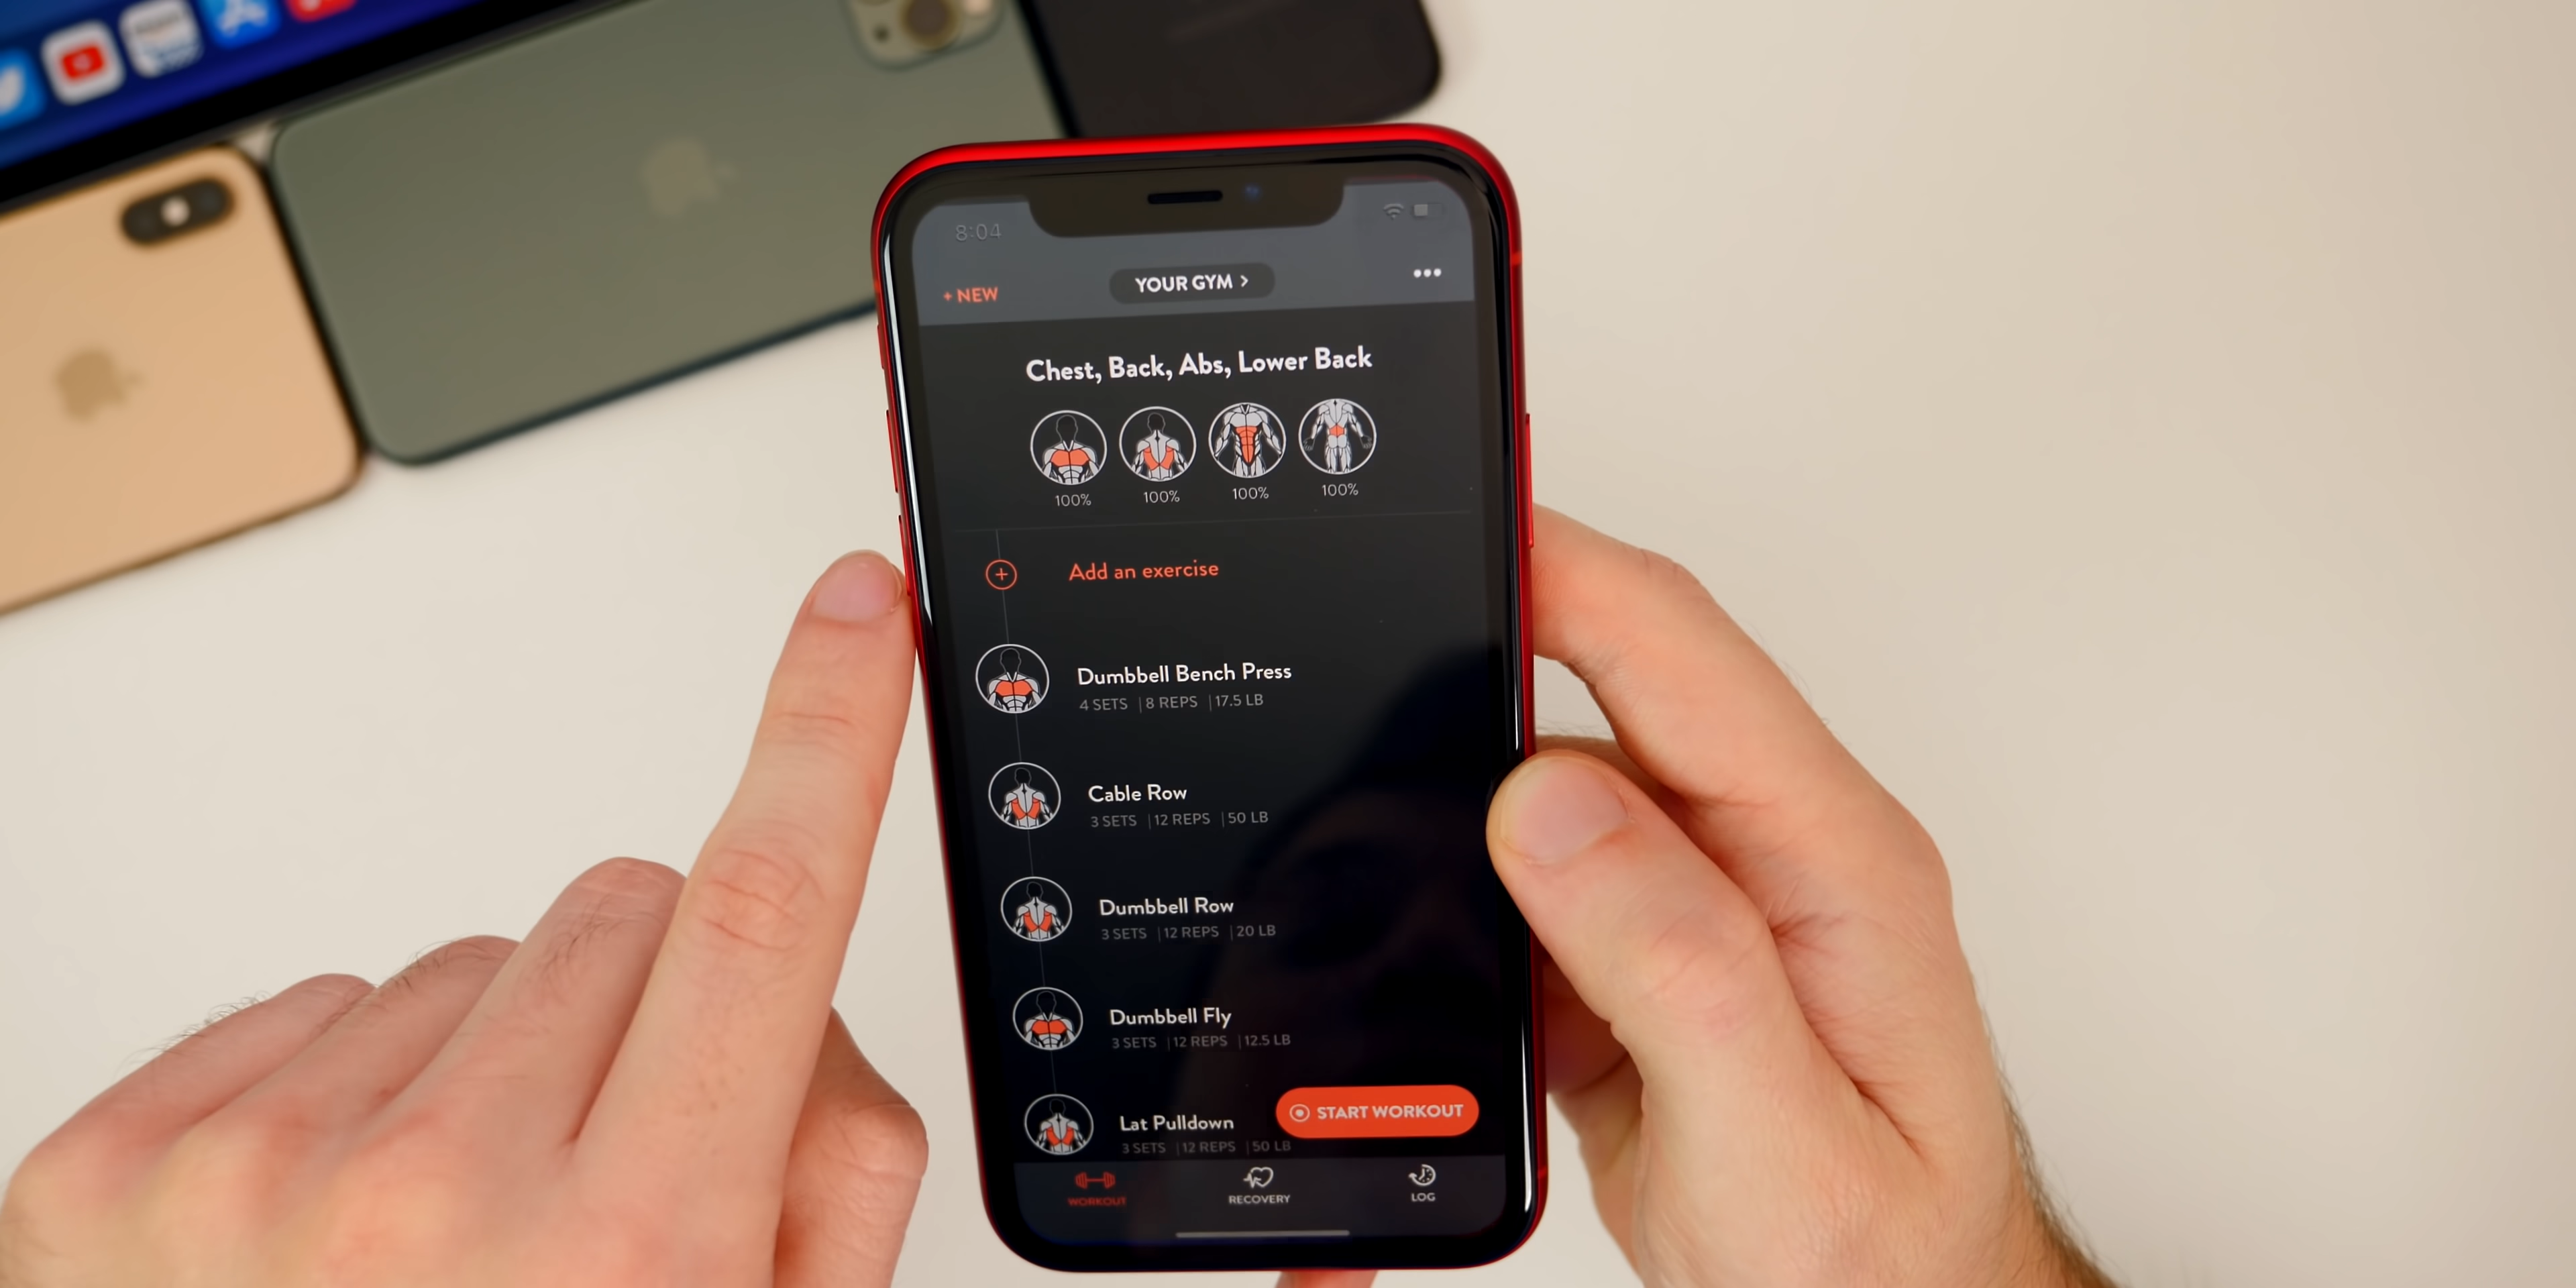 8:04
+ NEW
YOUR GYM >
Chest, Back, Abs, Lower Back
100% 100% 100% 100%
Add an exercise
Dumbbell Bench Press
4 SETS | 8 REPS | 17.5 LB
Cable Row
3 SETS | 12 REPS | 50 LB
Dumbbell Row
3 SETS | 12 REPS | 20 LB
Dumbbell Fly
3 SETS | 12 REPS | 12.5 LB
Lat Pulldown
3 SETS | 12 REPS | 50 LB
START WORKOUT
WORKOUT
RECOVERY
LOG